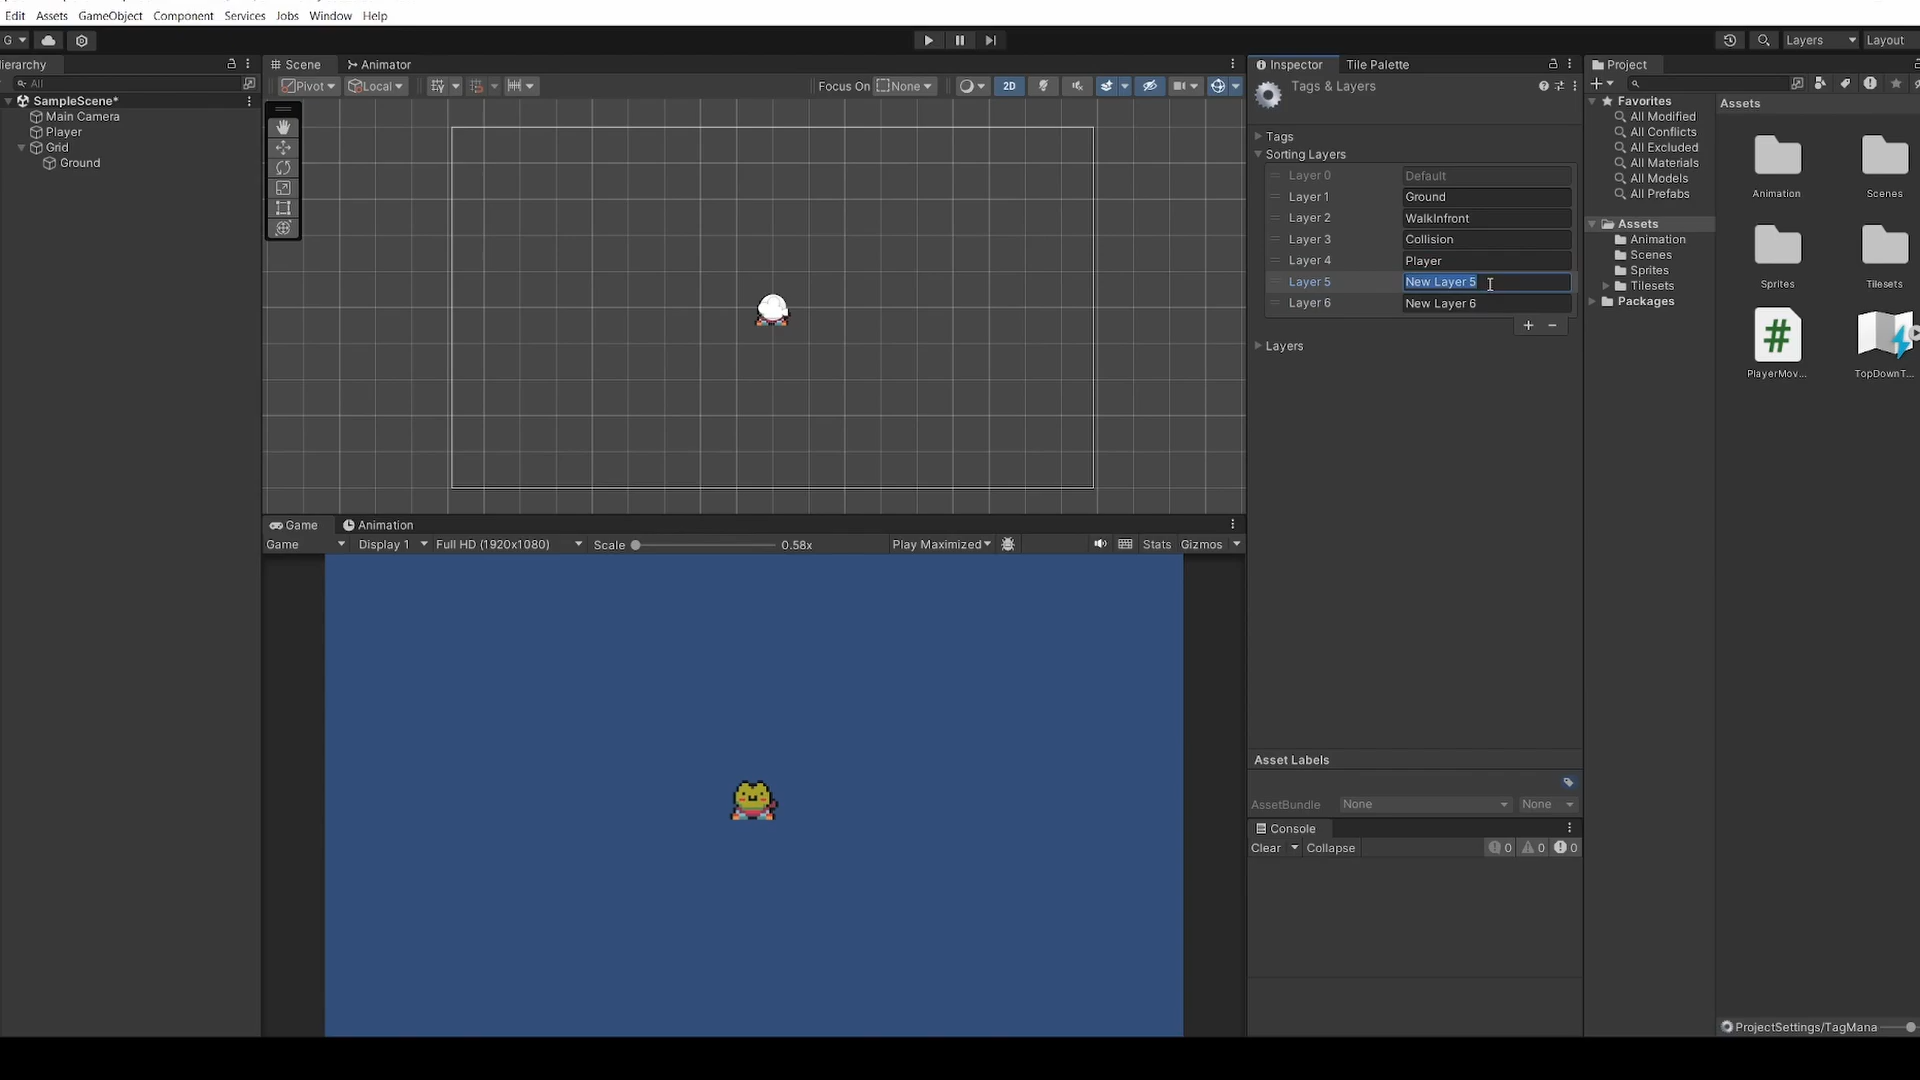 Edit Assets GameObject Component Services Jobs Window Help
G Layers Layout
ierarchy Scene Animator Inspector Tile Palette Project
All Pivot Local Focus On None 2D Tags & Layers
SampleScene*
Main Camera
Player
Grid
Ground
Tags
Sorting Layers
Layer 0 Default
Layer 1 Ground
Layer 2 WalkInfront
Layer 3 Collision
Layer 4 Player
Layer 5 New Layer 5
Layer 6 New Layer 6
Layers
Favorites
All Modified
All Conflicts
All Excluded
All Materials
All Models
All Prefabs
Assets
Animation
Scenes
Sprites
Tilesets
Packages
Assets
Animation Scenes
Sprites Tilesets
#
PlayerMov... TopDownT...
Game Animation
Game Display 1 Full HD (1920x1080) Scale 0.58x Play Maximized Stats Gizmos
Asset Labels
AssetBundle None None
Console
Clear Collapse 0 0 0
ProjectSettings/TagMana